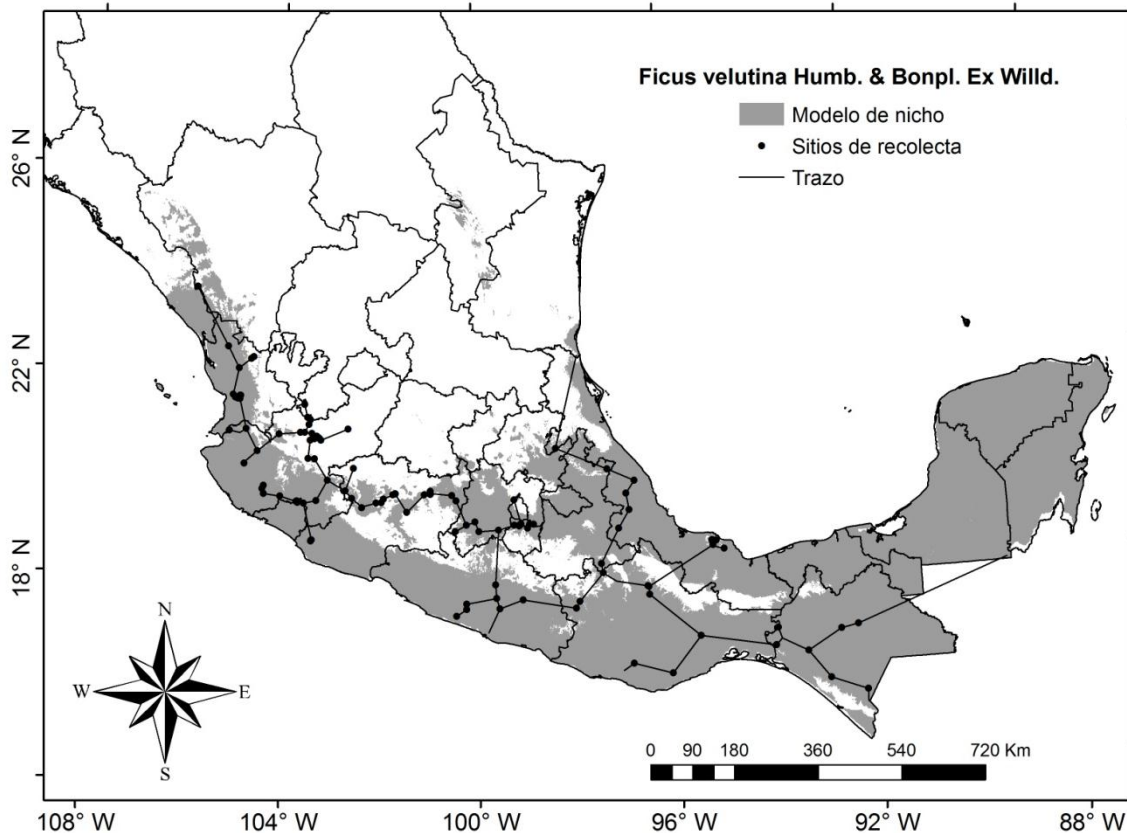 Ficus velutina Humb. & Bonpl. Ex Willd.
Modelo de nicho
Sitios de recolecta
Trazo
26° N
22° N
18° N
N
W
E
S
0 90 180 360 540 720 Km
108° W 104° W 100° W 96° W 92° W 88° W